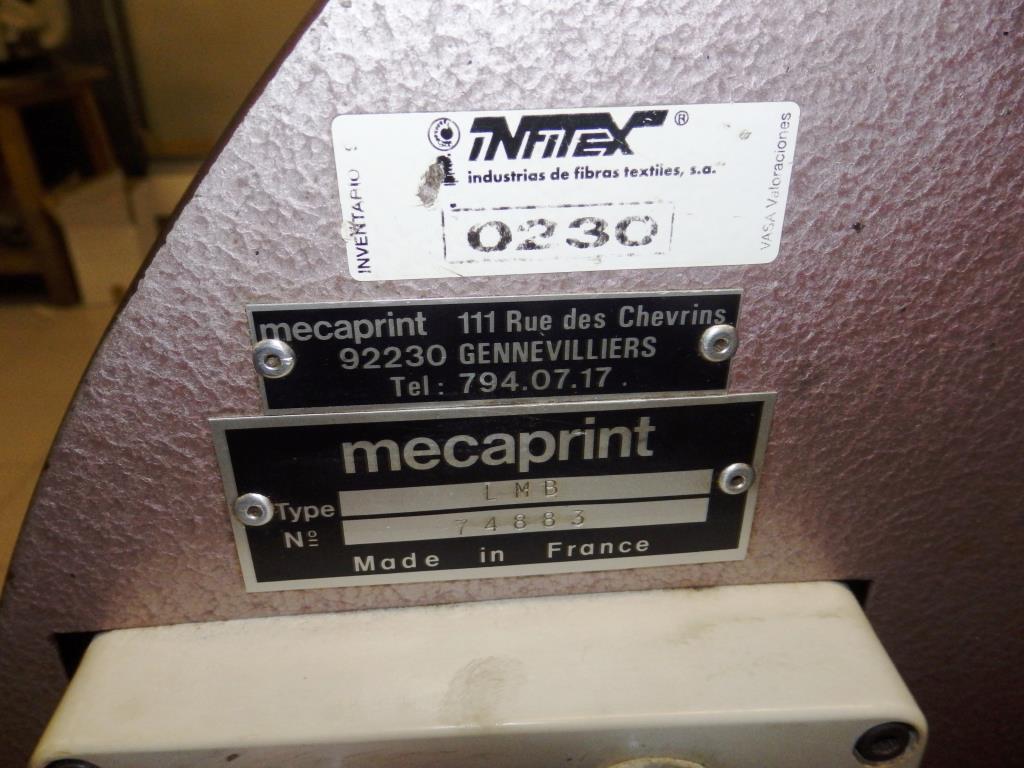 INFITEX®
industrias de fibras textiles, s.a.
INVENTARIO
0230
VASA Valoraciones
mecaprint 111 Rue des Chevrins
92230 GENNEVILLIERS
Tel: 794.07.17.
mecaprint
Type LMB
Nº 74883
Made in France